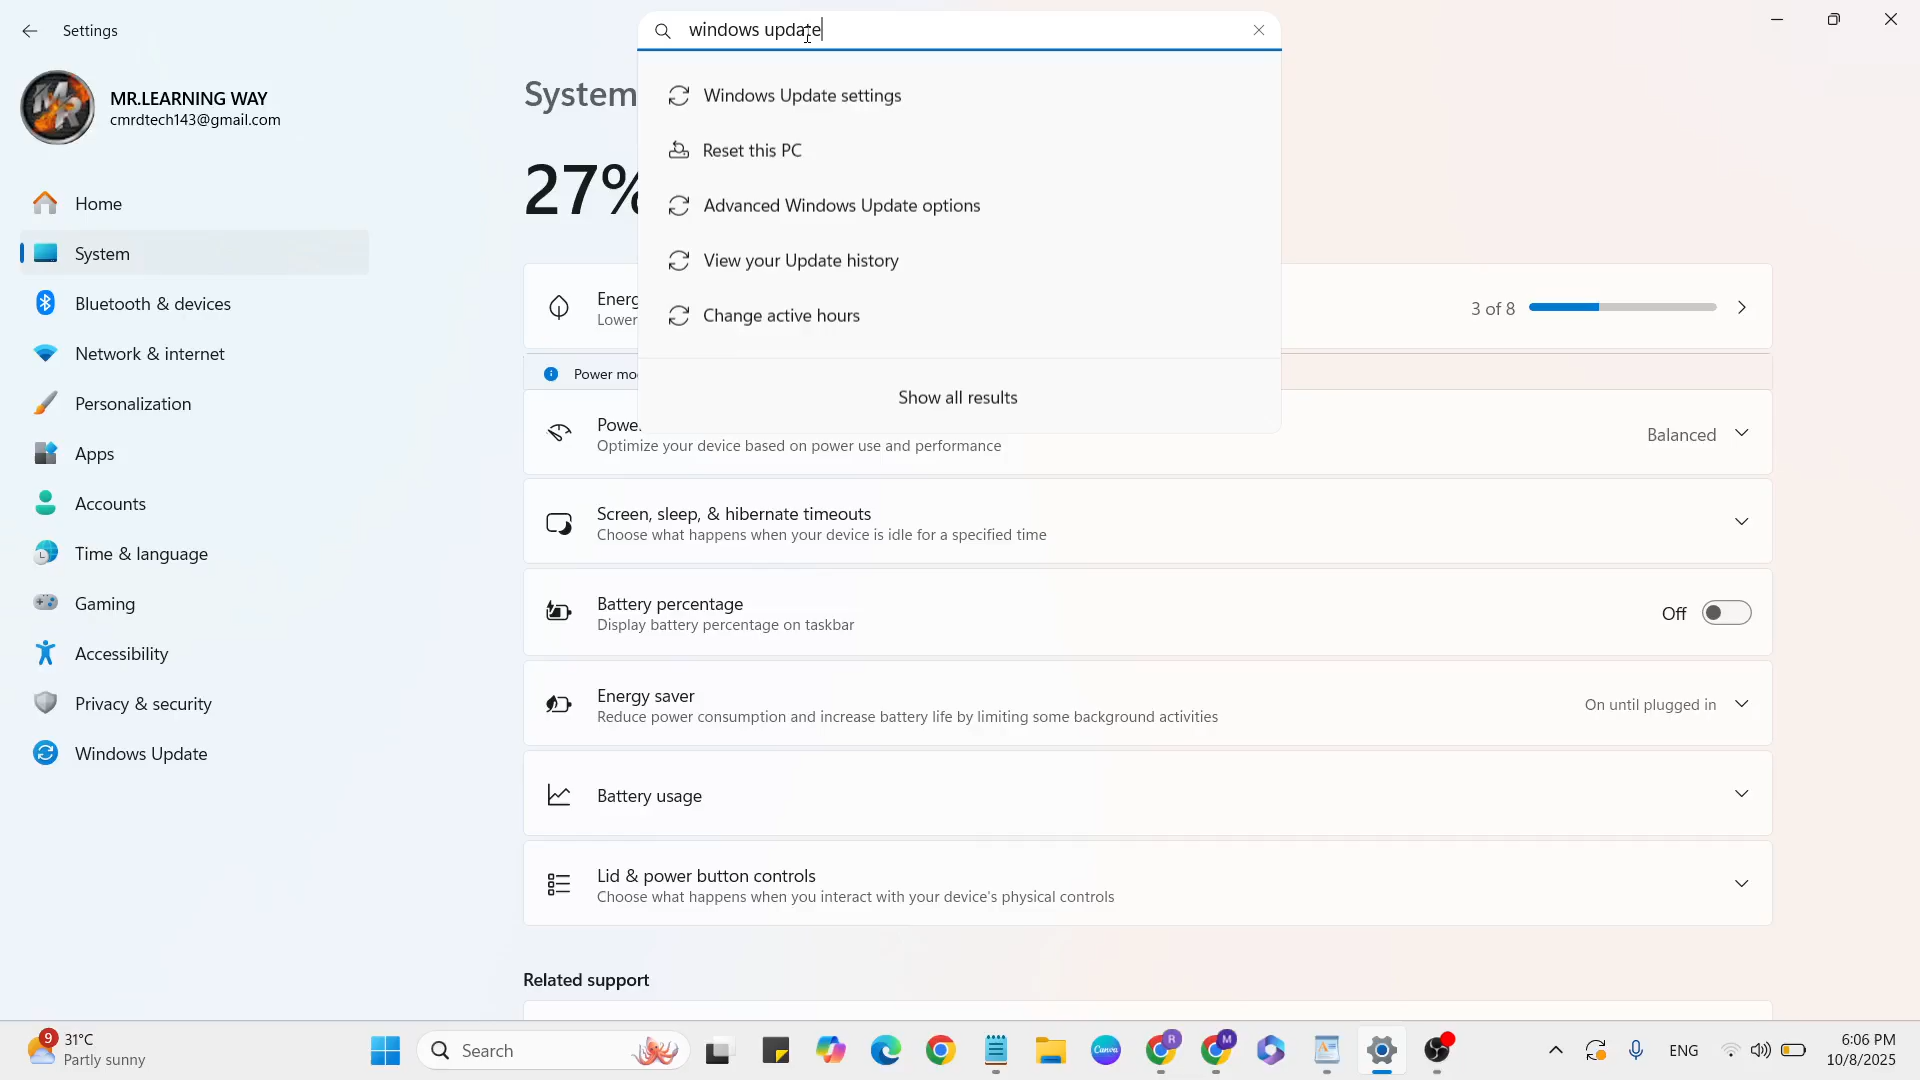 Settings
windows update
MR.LEARNING WAY
cmrdtech143@gmail.com
Home
System
Bluetooth & devices
Network & internet
Personalization
Apps
Accounts
Time & language
Gaming
Accessibility
Privacy & security
Windows Update
System
27%
Windows Update settings
Reset this PC
Advanced Windows Update options
View your Update history
Change active hours
Show all results
Energ
Lower
3 of 8
Power mo
Powe
Optimize your device based on power use and performance
Balanced
Screen, sleep, & hibernate timeouts
Choose what happens when your device is idle for a specified time
Battery percentage
Display battery percentage on taskbar
Off
Energy saver
Reduce power consumption and increase battery life by limiting some background activities
On until plugged in
Battery usage
Lid & power button controls
Choose what happens when you interact with your device's physical controls
Related support
9
31°C
Partly sunny
Search
Canva
R
M
ENG
6:06 PM
10/8/2025